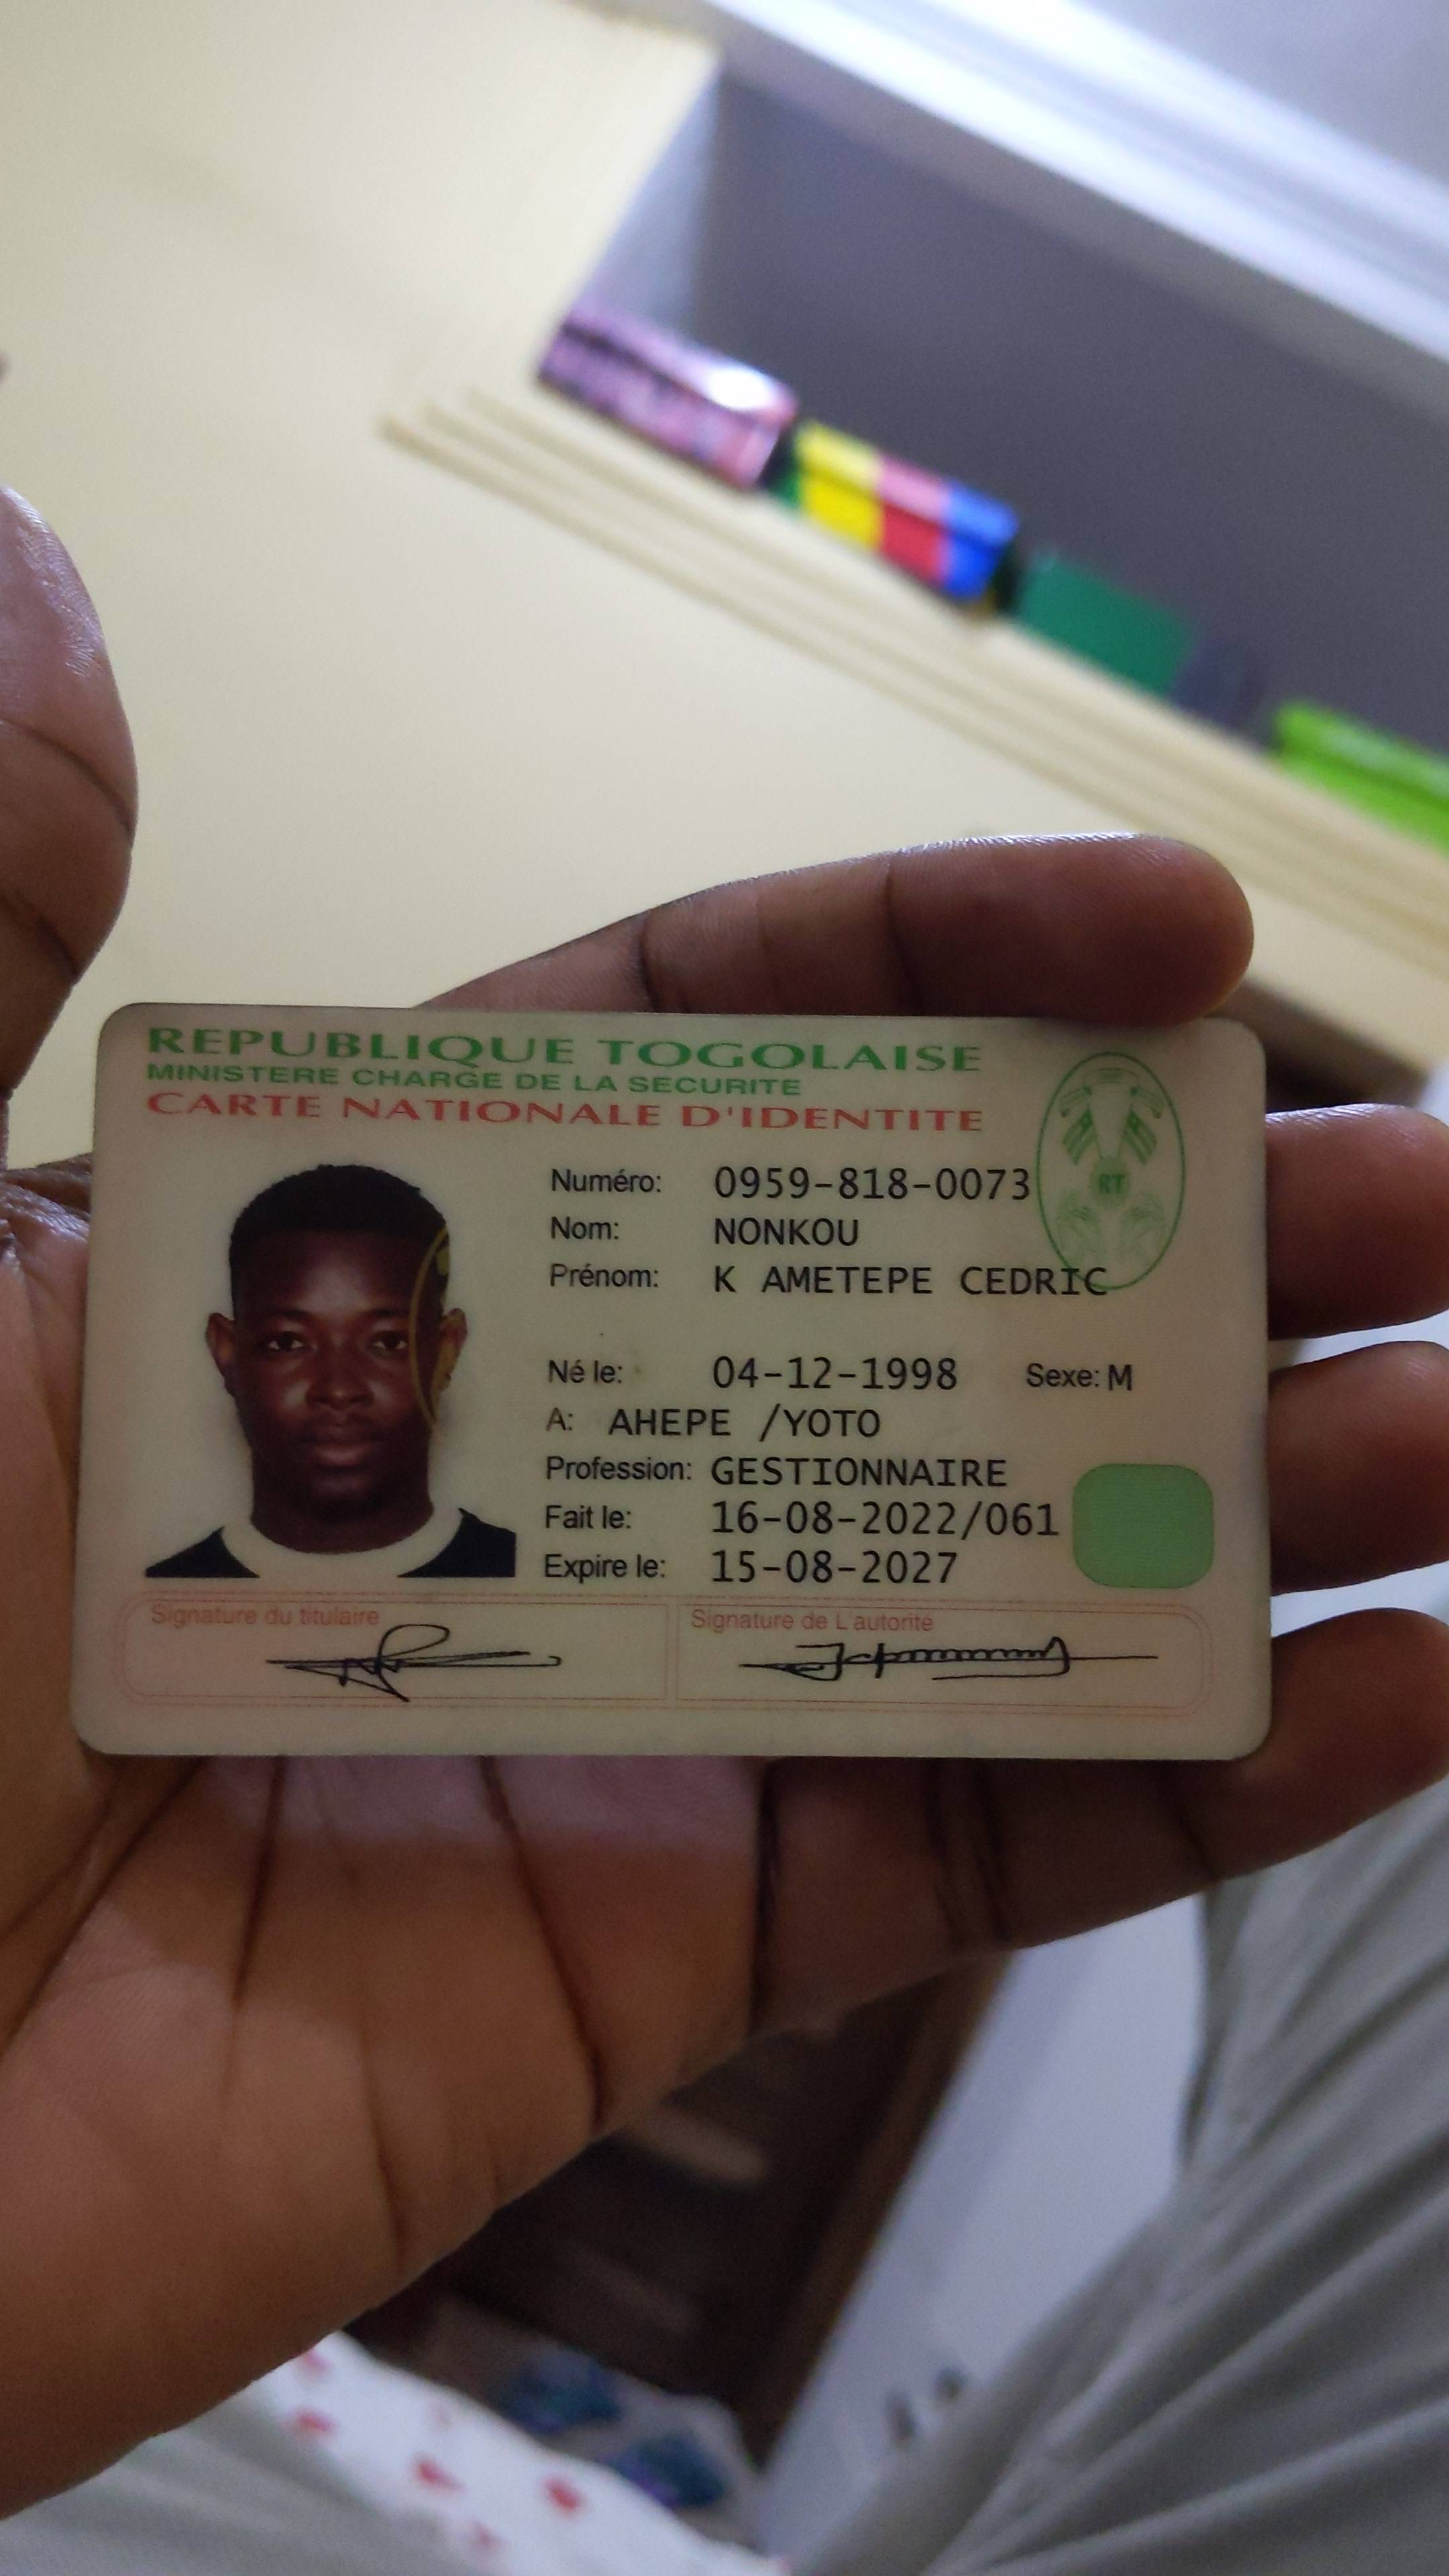 REPUBLIQUE TOGOLAISE
MINISTERE CHARGE DE LA SECURITE
CARTE NATIONALE D'IDENTITE
RT
Numéro: 0959-818-0073
Nom: NONKOU
Prénom: K AMETEPE CEDRIC
Né le: 04-12-1998 Sexe: M
A: AHEPE /YOTO
Profession: GESTIONNAIRE
Fait le: 16-08-2022/061
Expire le: 15-08-2027
Signature du titulaire Signature de L'autorité